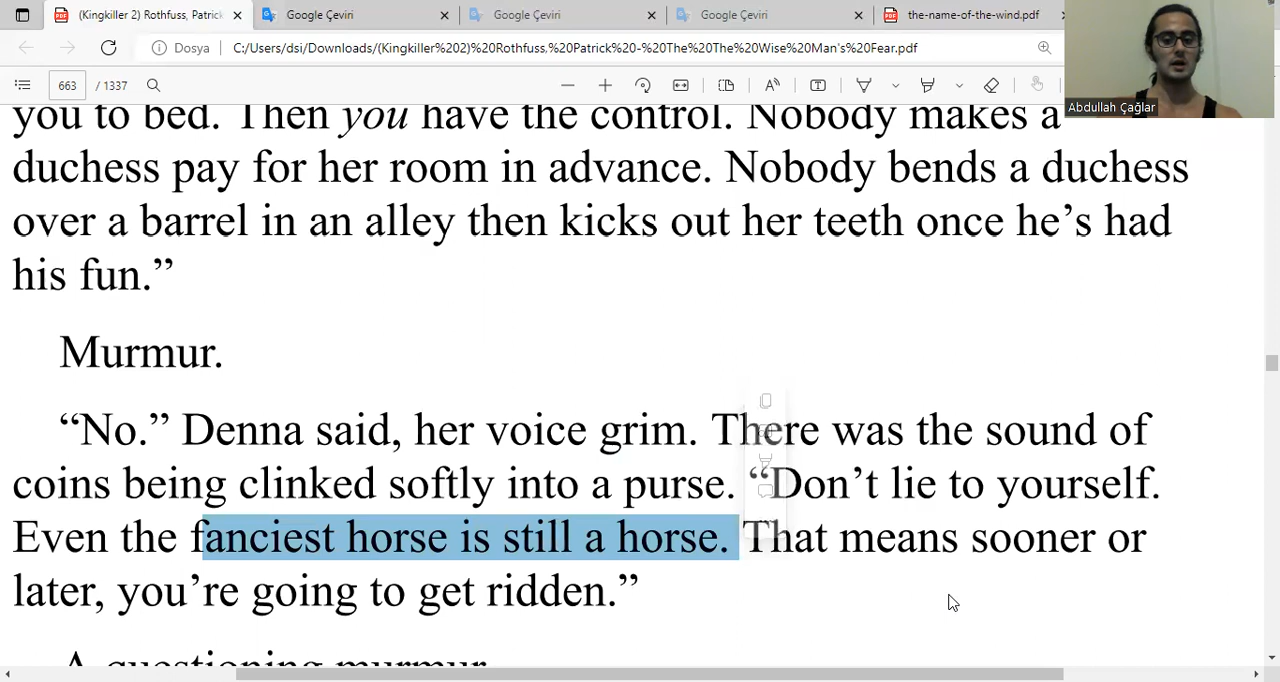 (Kingkiller 2) Rothfuss, Patrick
Google Çeviri
Google Çeviri
Google Çeviri
the-name-of-the-wind.pdf
Dosya
C:/Users/dsi/Downloads/(Kingkiller%202)%20Rothfuss,%20Patrick%20-%20The%20The%20Wise%20Man's%20Fear.pdf
663 / 1337
Abdullah Çağlar
you to bed. Then you have the control. Nobody makes a
duchess pay for her room in advance. Nobody bends a duchess
over a barrel in an alley then kicks out her teeth once he’s had
his fun.”
Murmur.
“No.” Denna said, her voice grim. There was the sound of
coins being clinked softly into a purse. “Don’t lie to yourself.
Even the fanciest horse is still a horse. That means sooner or
later, you’re going to get ridden.”
A questioning murmur.